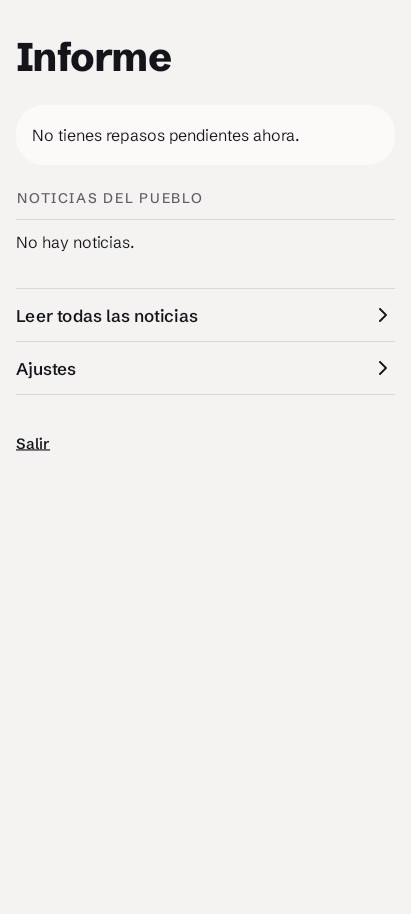 Informe
No tienes repasos pendientes ahora.
NOTICIAS DEL PUEBLO
No hay noticias.
Leer todas las noticias
Ajustes
Salir